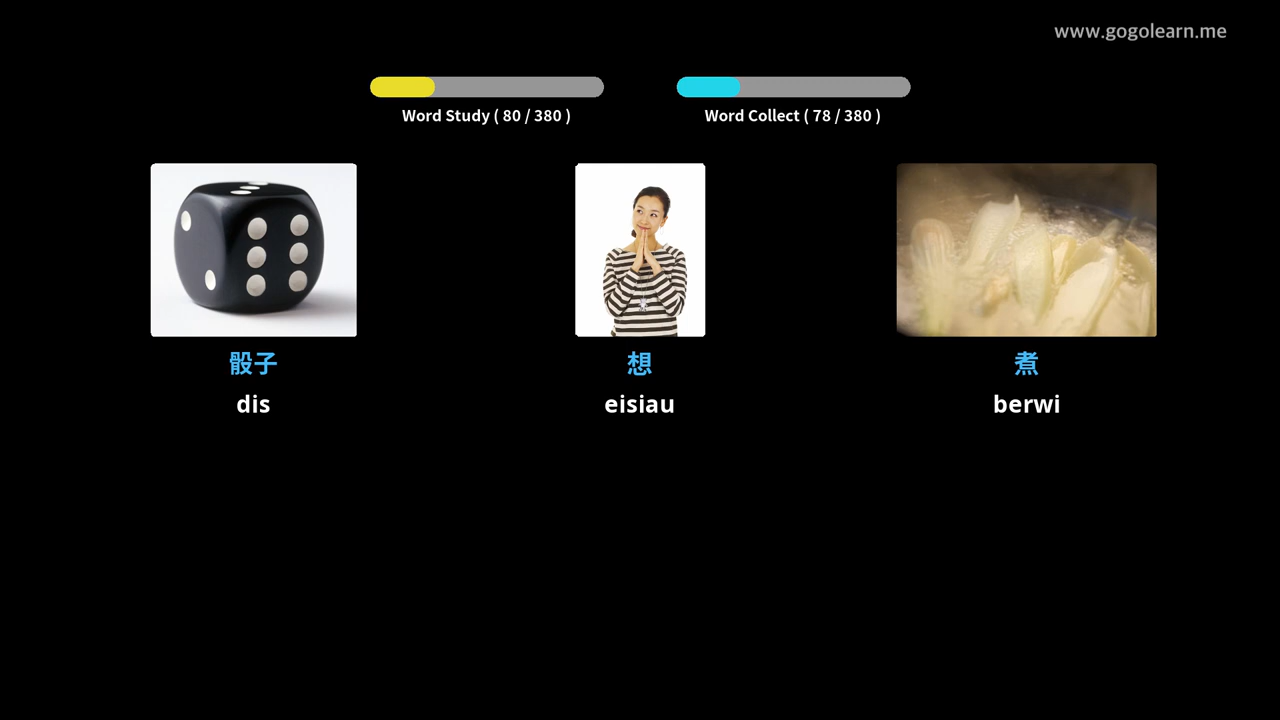 www.gogolearn.me
Word Study ( 80 / 380 )
Word Collect ( 78 / 380 )
骰子
想
煮
dis
eisiau
berwi